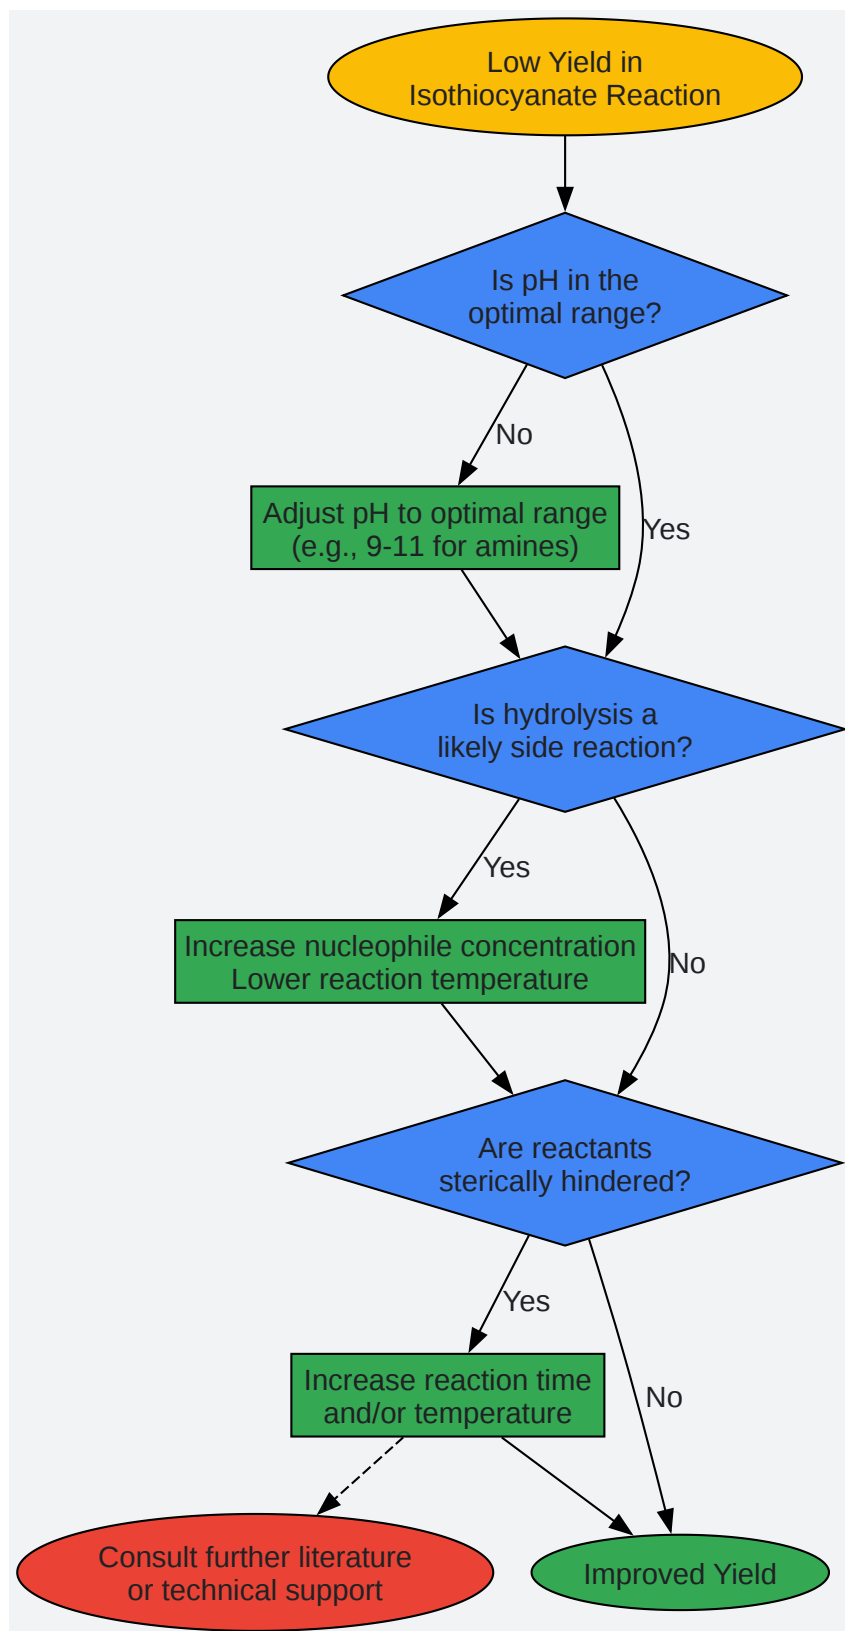 Low Yield in
Isothiocyanate Reaction
Is pH in the
optimal range?
No
Adjust pH to optimal range
(e.g., 9-11 for amines)
Yes
Is hydrolysis a
likely side reaction?
Yes
Increase nucleophile concentration
Lower reaction temperature
No
Are reactants
sterically hindered?
Yes
Increase reaction time
and/or temperature
No
Consult further literature
or technical support
Improved Yield